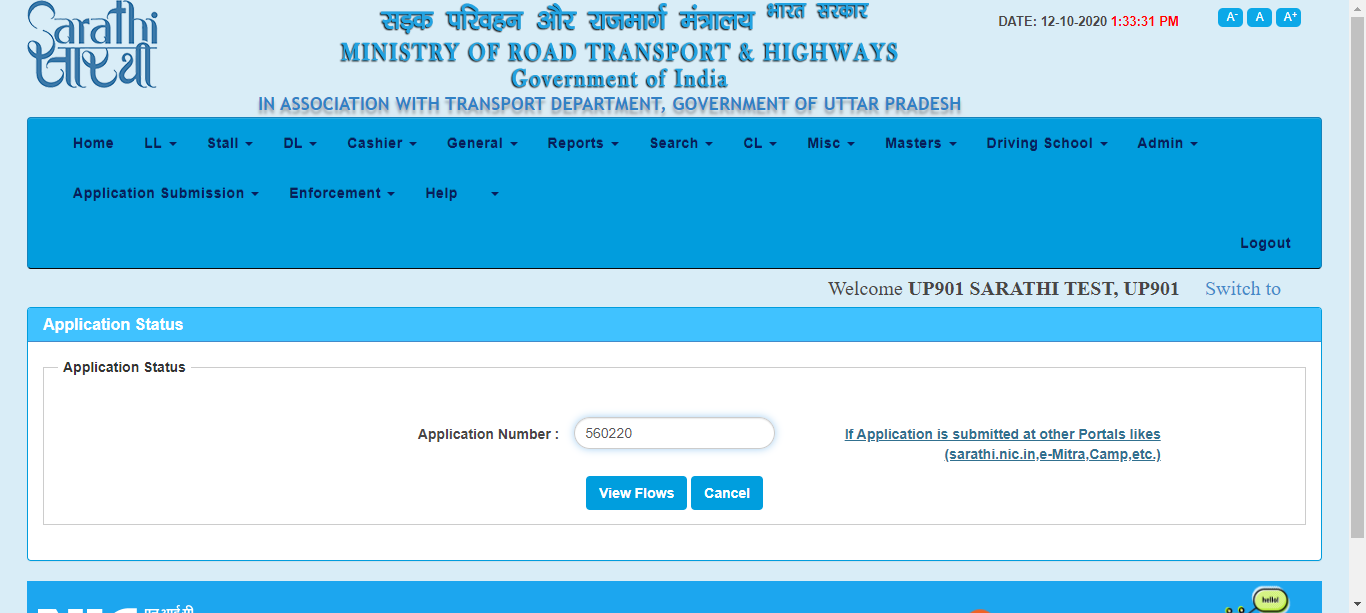 Sarathi
सारथी
सड़क परिवहन और राजमार्ग मंत्रालय भारत सरकार
MINISTRY OF ROAD TRANSPORT & HIGHWAYS
Government of India
IN ASSOCIATION WITH TRANSPORT DEPARTMENT, GOVERNMENT OF UTTAR PRADESH
DATE: 12-10-2020 1:33:31 PM
A- A A+
Home LL Stall DL Cashier General Reports Search CL Misc Masters Driving School Admin
Application Submission Enforcement Help
Logout
Welcome UP901 SARATHI TEST, UP901 Switch to
Application Status
Application Status
Application Number : 560220
If Application is submitted at other Portals likes
(sarathi.nic.in,e-Mitra,Camp,etc.)
View Flows Cancel
एन आई सी
hello!